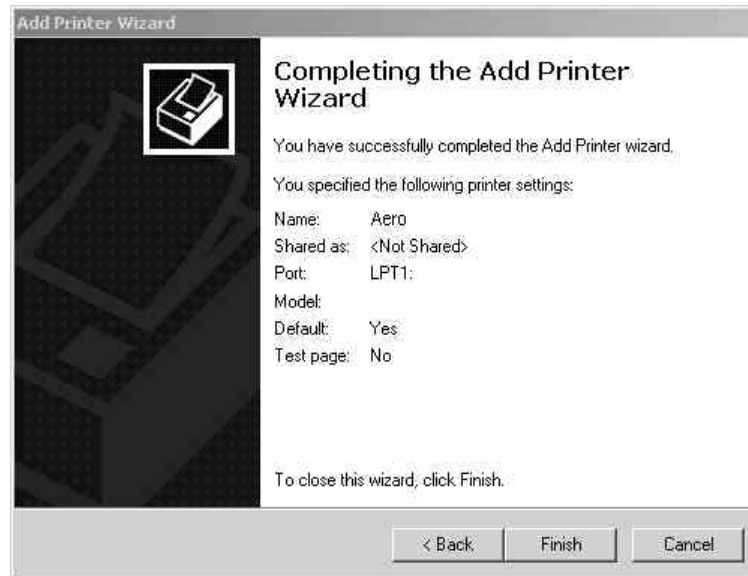 Add Printer Wizard
Completing the Add Printer
Wizard
You have successfully completed the Add Printer wizard.
You specified the following printer settings:
Name: Aero
Shared as: <Not Shared>
Port: LPT1:
Model:
Default: Yes
Test page: No
To close this wizard, click Finish.
< Back Finish Cancel